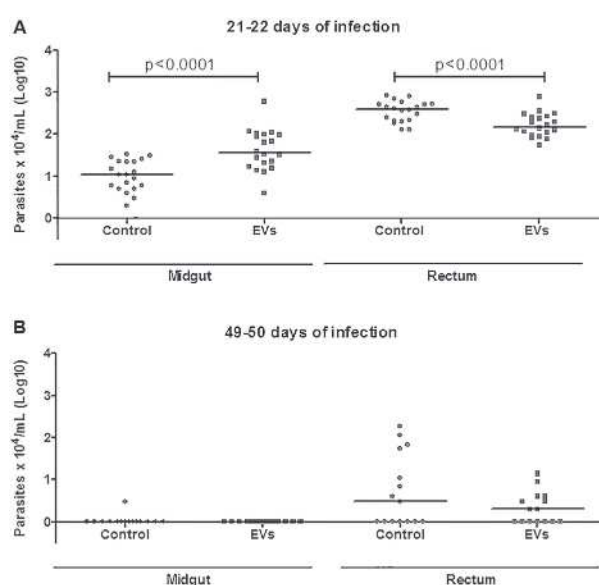 A
21-22 days of infection
p<0.0001 p<0.0001
Parasites x 10⁴/mL (Log10)
4
3
2
1
0
Control EVs Control EVs
Midgut Rectum
B
49-50 days of infection
Parasites x 10⁴/mL (Log10)
4
3
2
1
0
Control EVs Control EVs
Midgut Rectum